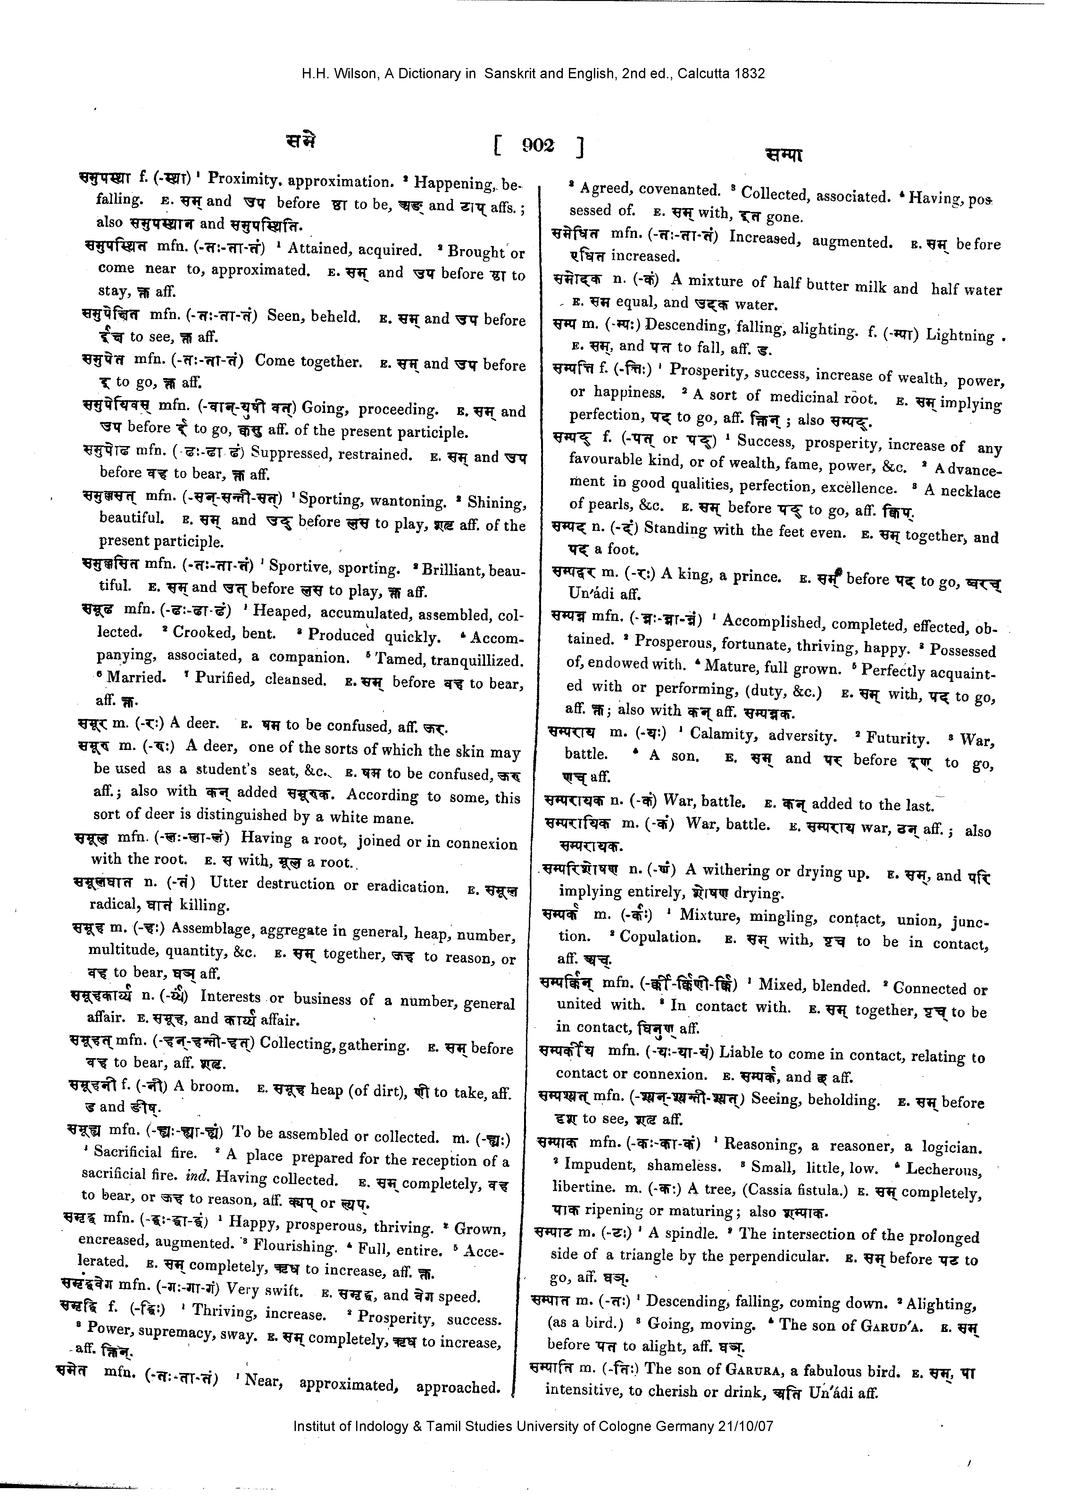 H.H. Wilson, A Dictionary in Sanskrit and English, 2nd ed., Calcutta 1832
समे
[ 902 ]
सम्पा
समुपस्था f. (-स्था) ¹ Proximity. approximation. ² Happening, be-
falling. E. सम् and उप before ष्ठा to be, अङ् and टाप् affs.;
also समुपस्थान and समुपस्थिति.
समुपस्थित mfn. (-तः-ता-तं) ¹ Attained, acquired. ² Brought or
come near to, approximated. E. सम् and उप before ष्ठा to
stay, क्त aff.
समुपेक्षित mfn. (-तः-ता-तं) Seen, beheld. E. सम् and उप before
ईक्ष to see, क्त aff.
समुपेत mfn. (-तः-ता-तं) Come together. E. सम् and उप before
इ to go, क्त aff.
समुपेयिवस् mfn. (-वान्-युषी वत्) Going, proceeding. E. सम् and
उप before ई to go, क्वसु aff. of the present participle.
समुपोढ mfn. (-ढः-ढा ढं) Suppressed, restrained. E. सम् and उप
before वह to bear, क्त aff.
समुल्लसत् mfn. (-सन्-सन्ती-सत्) ¹ Sporting, wantoning. ² Shining,
beautiful. E. सम् and उद् before लस to play, शतृ aff. of the
present participle.
समुल्लसित mfn. (-तः-ता-तं) ¹ Sportive, sporting. ² Brilliant, beau-
tiful. E. सम् and उत् before लस to play, क्त aff.
समूढ mfn. (-ढः-ढा-ढं) ¹ Heaped, accumulated, assembled, col-
lected. ² Crooked, bent. ³ Produced quickly. ⁴ Accom-
panying, associated, a companion. ⁵ Tamed, tranquillized.
⁶ Married. ⁷ Purified, cleansed. E. सम् before वह to bear,
aff. क्त.
समूर m. (-रः) A deer. E. षम to be confused, aff. ऊर.
समूरु m. (-रुः) A deer, one of the sorts of which the skin may
be used as a student's seat, &c. E. षम to be confused, ऊरु
aff.; also with कन् added समूरुक. According to some, this
sort of deer is distinguished by a white mane.
समूल mfn. (-लः-ला-लं) Having a root, joined or in connexion
with the root. E. स with, मूल a root.
समूलघात n. (-तं) Utter destruction or eradication. E. समूल
radical, घात killing.
समूह m. (-हः) Assemblage, aggregate in general, heap, number,
multitude, quantity, &c. E. सम् together, ऊह to reason, or
वह to bear, घञ् aff.
समूहकार्य्य n. (-र्य्यं) Interests or business of a number, general
affair. E. समूह, and कार्य्य affair.
समूहत् mfn. (-हन्-हन्ती-हत्) Collecting, gathering. E. सम् before
वह to bear, aff. शतृ.
समूहनी f. (-नी) A broom. E. समूह heap (of dirt), णी to take, aff.
ड and ङीष्.
समूह्य mfn. (-ह्यः-ह्या-ह्यं) To be assembled or collected. m. (-ह्यः)
¹ Sacrificial fire. ² A place prepared for the reception of a
sacrificial fire. ind. Having collected. E. सम् completely, वह
to bear, or ऊह to reason, aff. क्यप् or ल्यप्.
समृद्ध mfn. (-द्धः-द्धा-द्धं) ¹ Happy, prosperous, thriving. ² Grown,
encreased, augmented. ³ Flourishing. ⁴ Full, entire. ⁵ Acce-
lerated. E. सम् completely, ऋध to increase, aff. क्त.
समृद्धवेग mfn. (-गः-गा-गं) Very swift. E. समृद्ध, and वेग speed.
समृद्धि f. (-द्धिः) ¹ Thriving, increase. ² Prosperity, success.
³ Power, supremacy, sway. E. सम् completely, ऋध to increase,
aff. क्तिन्.
समेत mfn. (-तः-ता-तं) ¹ Near, approximated, approached.
² Agreed, covenanted. ³ Collected, associated. ⁴ Having, pos
sessed of. E. सम् with, इत gone.
समेधित mfn. (-तः-ता-तं) Increased, augmented. E. सम् before
एधित increased.
समोदक n. (-कं) A mixture of half butter milk and half water
E. सम equal, and उदक water.
सम्प m. (-म्पः) Descending, falling, alighting. f. (-म्पा) Lightning.
E. सम्, and पत to fall, aff. ड.
सम्पत्ति f. (-त्तिः) ¹ Prosperity, success, increase of wealth, power,
or happiness. ² A sort of medicinal root. E. सम् implying
perfection, पद् to go, aff. क्तिन्; also सम्पद्.
सम्पद् f. (-पत् or पद्) ¹ Success, prosperity, increase of any
favourable kind, or of wealth, fame, power, &c. ² Advance-
ment in good qualities, perfection, excellence. ³ A necklace
of pearls, &c. E. सम् before पद् to go, aff. क्विप्.
सम्पद n. (-दं) Standing with the feet even. E. सम् together, and
पद a foot.
सम्पद्वर m. (-रः) A king, a prince. E. सम् before पद to go, ष्वरच्
Un'ádi aff.
सम्पन्न mfn. (-न्नः-न्ना-न्नं) ¹ Accomplished, completed, effected, ob-
tained. ² Prosperous, fortunate, thriving, happy. ³ Possessed
of, endowed with. ⁴ Mature, full grown. ⁵ Perfectly acquaint-
ed with or performing, (duty, &c.) E. सम् with, पद to go,
aff. क्त; also with कन् aff. सम्पन्नक.
सम्पराय m. (-यः) ¹ Calamity, adversity. ² Futurity. ³ War,
battle. ⁴ A son. E. सम् and पर before इण् to go,
णच् aff.
सम्परायक n. (-कं) War, battle. E. कन् added to the last.
सम्परायिक m. (-कं) War, battle. E. सम्पराय war, ठन् aff.; also
सम्परायक.
सम्परिशोषण n. (-णं) A withering or drying up. E. सम्, and परि
implying entirely, शोषण drying.
सम्पर्क m. (-र्कः) ¹ Mixture, mingling, contact, union, junc-
tion. ² Copulation. E. सम् with, पृच to be in contact,
aff. घञ्.
सम्पर्किन् mfn. (-र्की-र्किणी-र्कि) ¹ Mixed, blended. ² Connected or
united with. ³ In contact with. E. सम् together, पृच् to be
in contact, घिनुण् aff.
सम्पर्कीय mfn. (-यः-या-यं) Liable to come in contact, relating to
contact or connexion. E. सम्पर्क, and छ aff.
सम्पश्यत् mfn. (-श्यन्-श्यन्ती-श्यत्) Seeing, beholding. E. सम् before
दृश to see, शतृ aff.
सम्पाक mfn. (-कः-का-कं) ¹ Reasoning, a reasoner, a logician.
² Impudent, shameless. ³ Small, little, low. ⁴ Lecherous,
libertine. m. (-कः) A tree, (Cassia fistula.) E. सम् completely,
पाक ripening or maturing; also शम्पाक.
सम्पाट m. (-टः) ¹ A spindle. ² The intersection of the prolonged
side of a triangle by the perpendicular. E. सम् before पट to
go, aff. घञ्.
सम्पात m. (-तः) ¹ Descending, falling, coming down. ² Alighting,
(as a bird.) ³ Going, moving. ⁴ The son of GARUD'A. E. सम्
before पत to alight, aff. घञ्.
सम्पाति m. (-तिः) The son of GARURA, a fabulous bird. E. सम्, पा
intensitive, to cherish or drink, अति Un'ádi aff.
Institut of Indology & Tamil Studies University of Cologne Germany 21/10/07